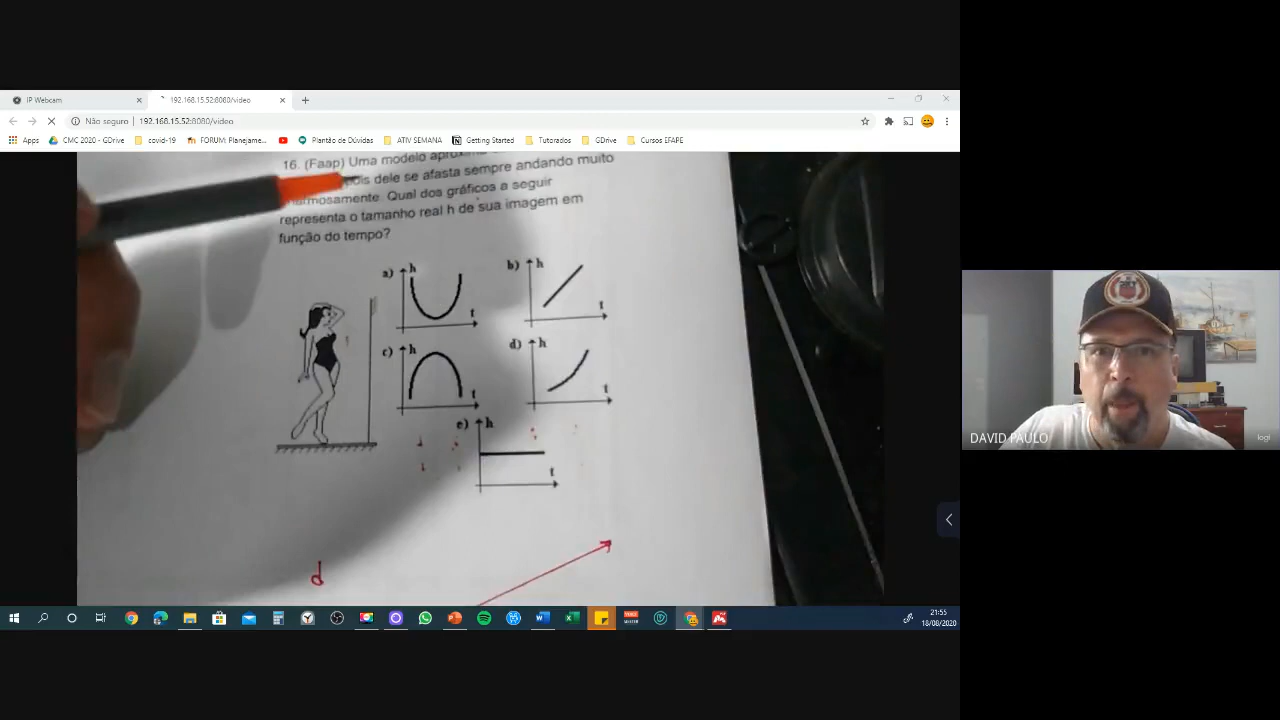 IP Webcam
192.168.15.52:8080/video
Não seguro
192.168.15.52:8080/video
Apps
CMC 2020 - GDrive
covid-19
FORUM: Planejame...
Plantão de Dúvidas
ATIV SEMANA
Getting Started
Tutorados
GDrive
Cursos EFAPE
16. (Faap) Uma modelo
dele se afasta sempre andando muito
Qual dos gráficos a seguir
representa o tamanho real h de sua imagem em
função do tempo?
a) h t
b) h t
c) h t
d) h t
e) h t
d
DAVID PAULO
logi
21:55
18/08/2020